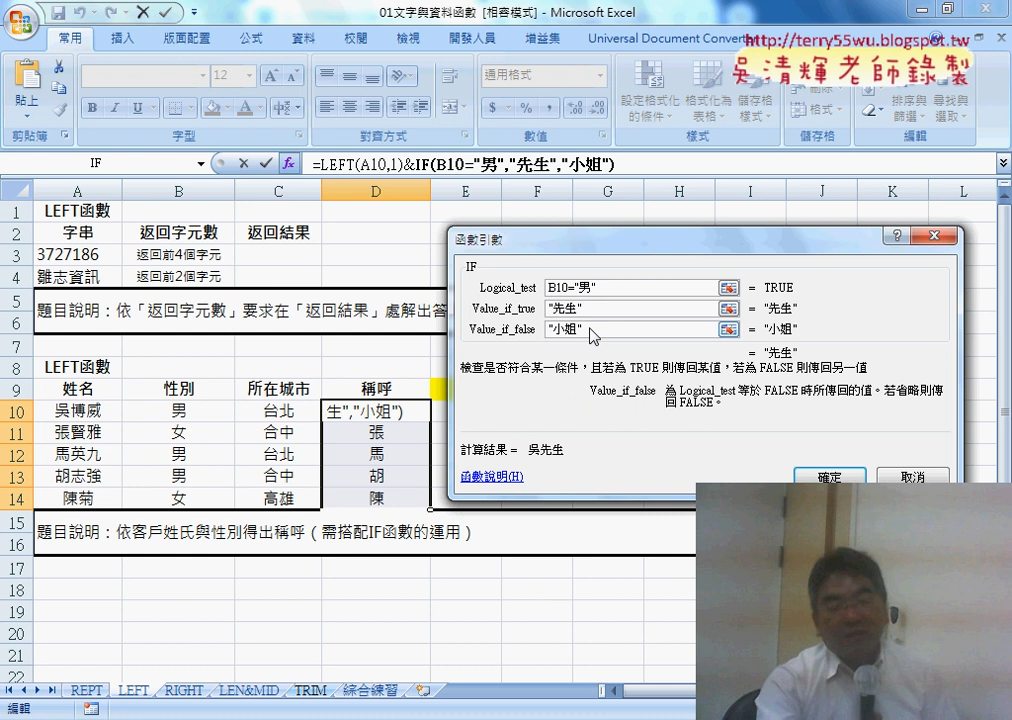 01文字與資料函數 [相容模式] - Microsoft Excel
常用 插入 版面配置 公式 資料 校閱 檢視 開發人員 增益集 Universal Document Converter
http://terry55wu.blogspot.tw
吳清輝老師錄製
貼上 12 通用格式 設定格式化的條件 格式化為表格 儲存格樣式 刪除 格式 排序與篩選 尋找與選取
剪貼簿 字型 對齊方式 數值 樣式 儲存格 編輯
IF =LEFT(A10,1)&IF(B10="男","先生","小姐")
A B C D E F G H I J K L
1 LEFT函數
2 字串 返回字元數 返回結果
3 3727186 返回前4個字元
4 雛志資訊 返回前2個字元
5 題目說明：依「返回字元數」要求在「返回結果」處解出答
6
7
8 LEFT函數
9 姓名 性別 所在城市 稱呼
10 吳博威 男 台北 生","小姐")
11 張賢雅 女 台中 張
12 馬英九 男 台北 馬
13 胡志強 男 台中 胡
14 陳菊 女 高雄 陳
15 題目說明：依客戶姓氏與性別得出稱呼（需搭配IF函數的運用）
16
17
18
19
20
21
22
函數引數
IF
Logical_test B10="男" = TRUE
Value_if_true "先生" = "先生"
Value_if_false "小姐" = "小姐"
= "先生"
檢查是否符合某一條件，且若為 TRUE 則傳回某值，若為 FALSE 則傳回另一值
Value_if_false 為 Logical_test 等於 FALSE 時所傳回的值。若省略則傳
回 FALSE。
計算結果 = 吳先生
函數說明(H) 確定 取消
REPT LEFT RIGHT LEN&MID TRIM 綜合練習
編輯